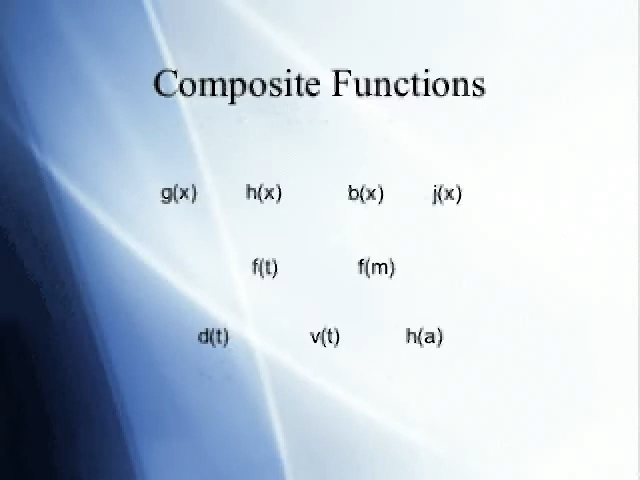 Composite Functions
g(x) h(x) b(x) j(x)
f(t) f(m)
d(t) v(t) h(a)